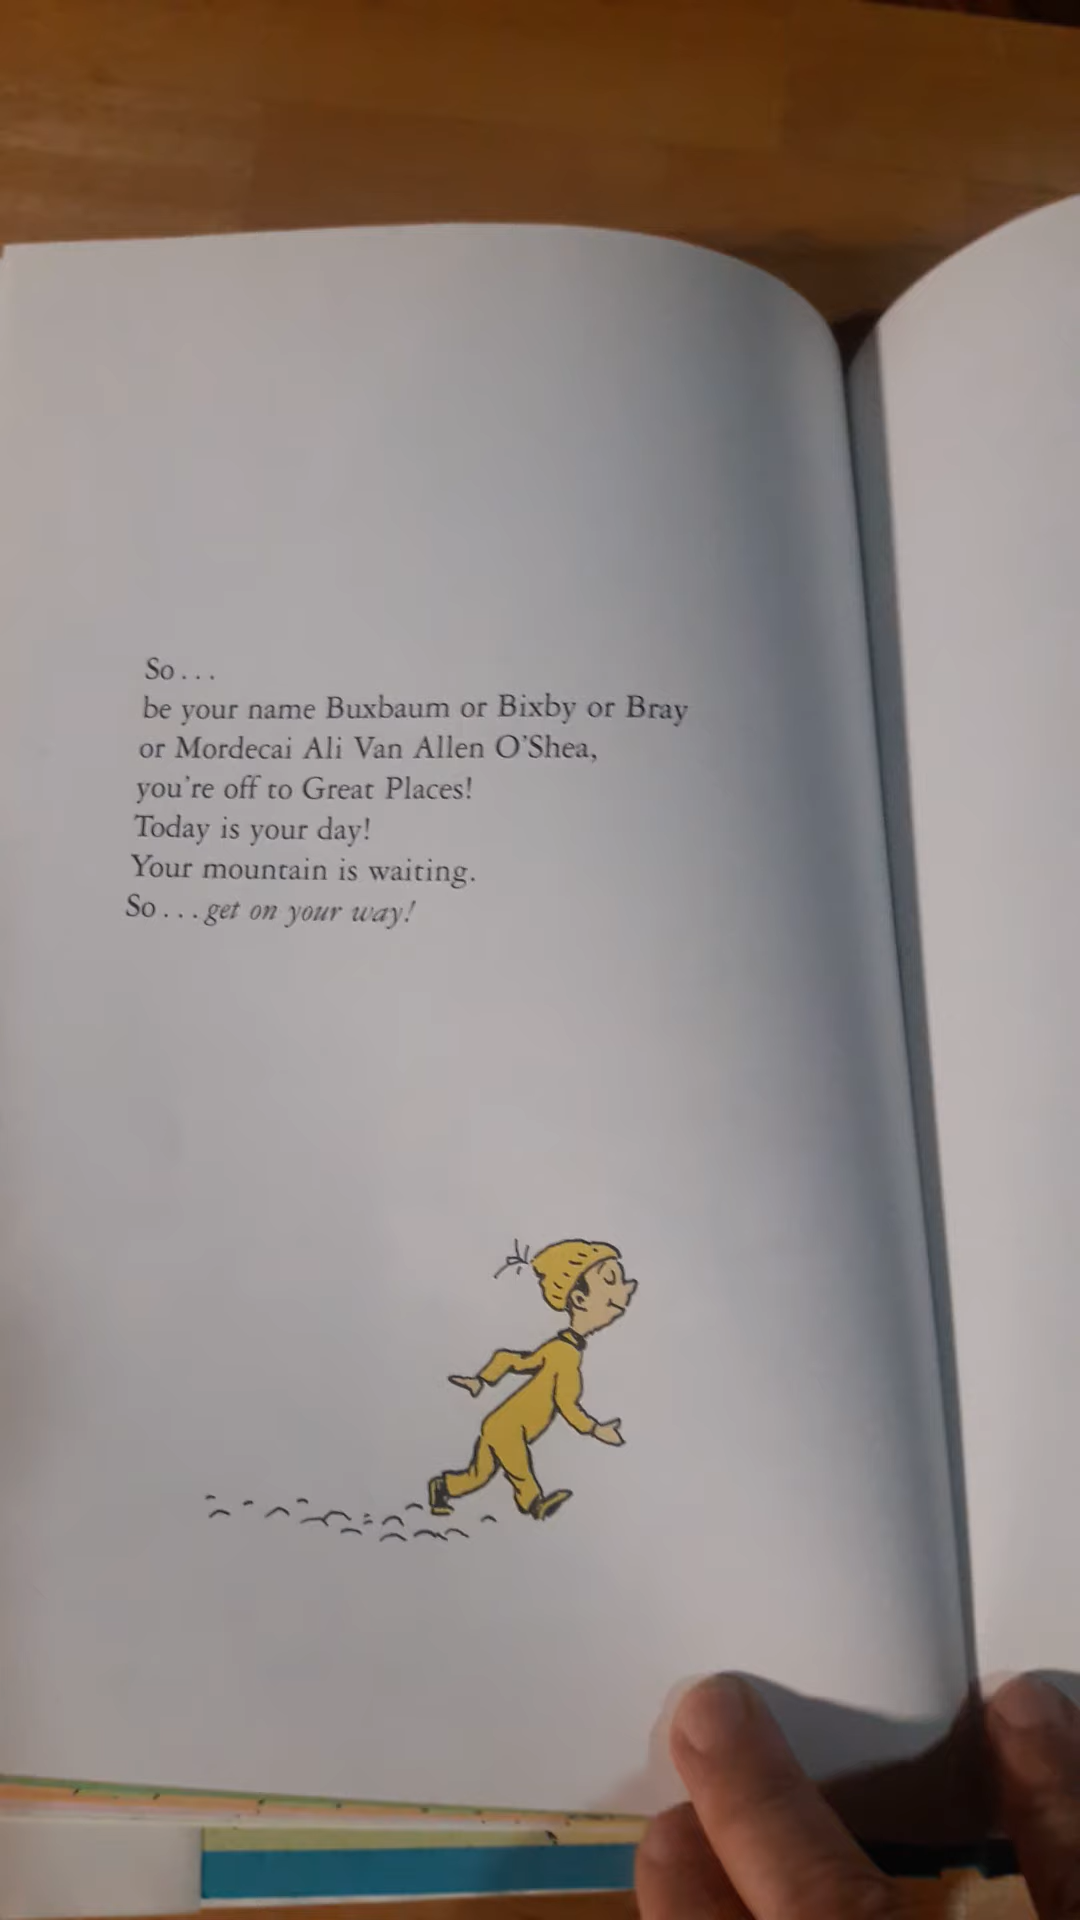 So...
be your name Buxbaum or Bixby or Bray
or Mordecai Ali Van Allen O'Shea,
you're off to Great Places!
Today is your day!
Your mountain is waiting.
So...get on your way!